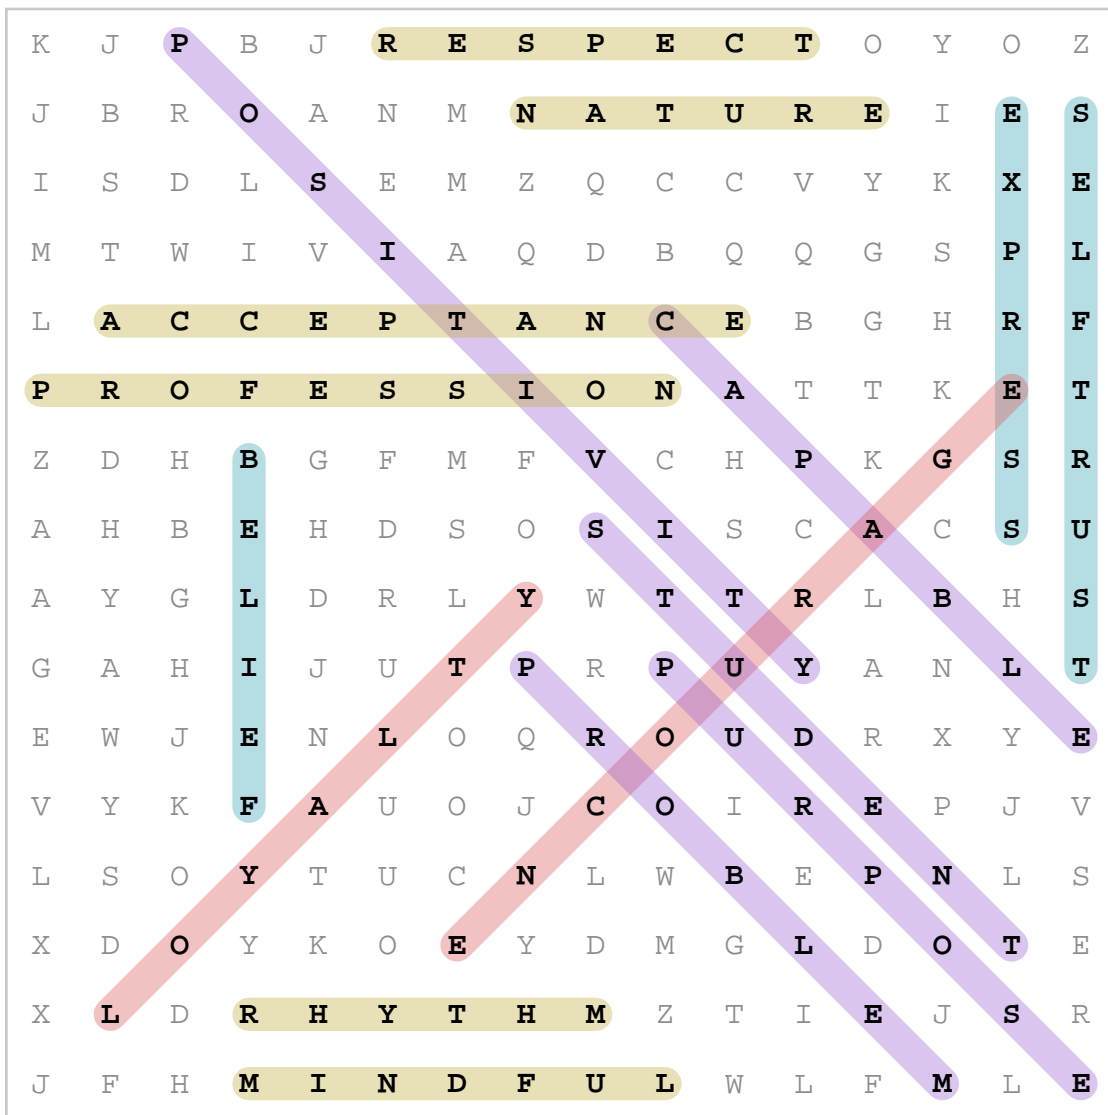 K J P B J R E S P E C T O Y O Z
J B R O A N M N A T U R E I E S
I S D L S E M Z Q C C V Y K X E
M T W I V I A Q D B Q Q G S P L
L A C C E P T A N C E B G H R F
P R O F E S S I O N A T T K E T
Z D H B G F M F V C H P K G S R
A H B E H D S O S I S C A C S U
A Y G L D R L Y W T T R L B H S
G A H I J U T P R P U Y A N L T
E W J E N L O Q R O U D R X Y E
V Y K F A U O J C O I R E P J V
L S O Y T U C N L W B E P N L S
X D O Y K O E Y D M G L D O T E
X L D R H Y T H M Z T I E J S R
J F H M I N D F U L W L F M L E